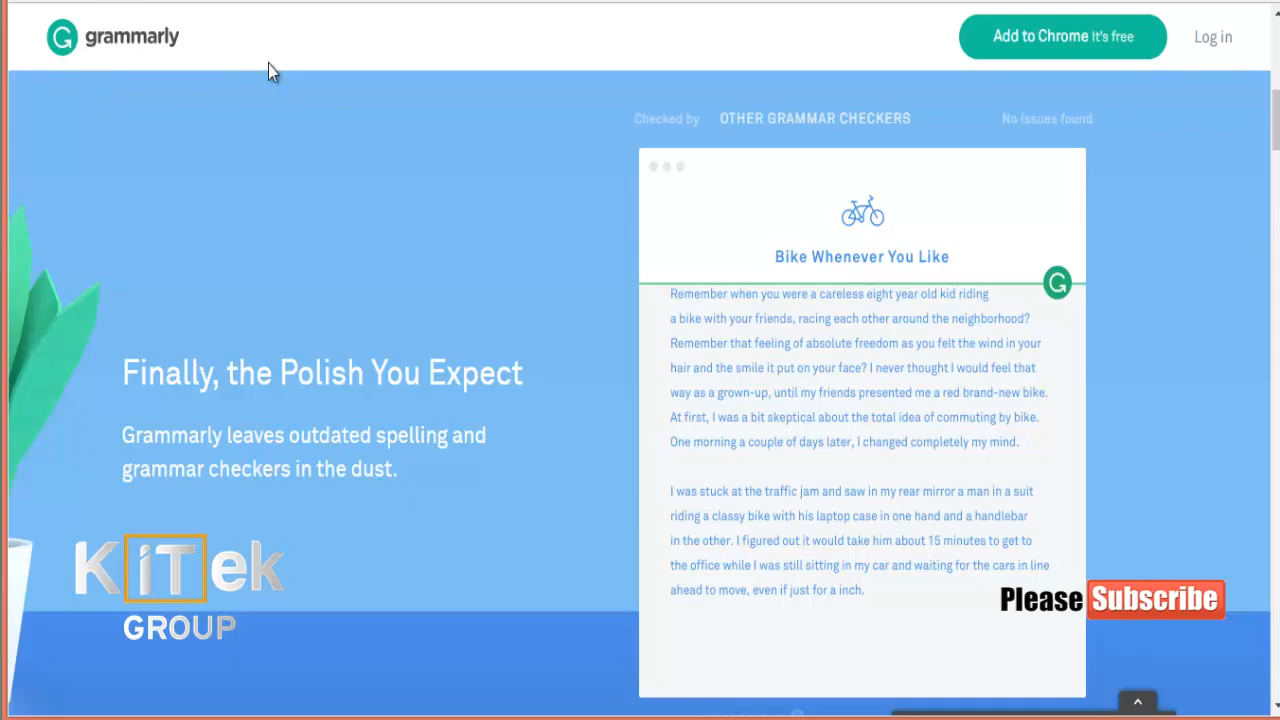 grammarly
Add to Chrome It's free
Log in
Checked by OTHER GRAMMAR CHECKERS No issues found
Bike Whenever You Like
Remember when you were a careless eight year old kid riding
a bike with your friends, racing each other around the neighborhood?
Remember that feeling of absolute freedom as you felt the wind in your
hair and the smile it put on your face? I never thought I would feel that
way as a grown-up, until my friends presented me a red brand-new bike.
At first, I was a bit skeptical about the total idea of commuting by bike.
One morning a couple of days later, I changed completely my mind.
I was stuck at the traffic jam and saw in my rear mirror a man in a suit
riding a classy bike with his laptop case in one hand and a handlebar
in the other. I figured out it would take him about 15 minutes to get to
the office while I was still sitting in my car and waiting for the cars in line
ahead to move, even if just for a inch.
Finally, the Polish You Expect
Grammarly leaves outdated spelling and
grammar checkers in the dust.
KiTek
GROUP
Please Subscribe